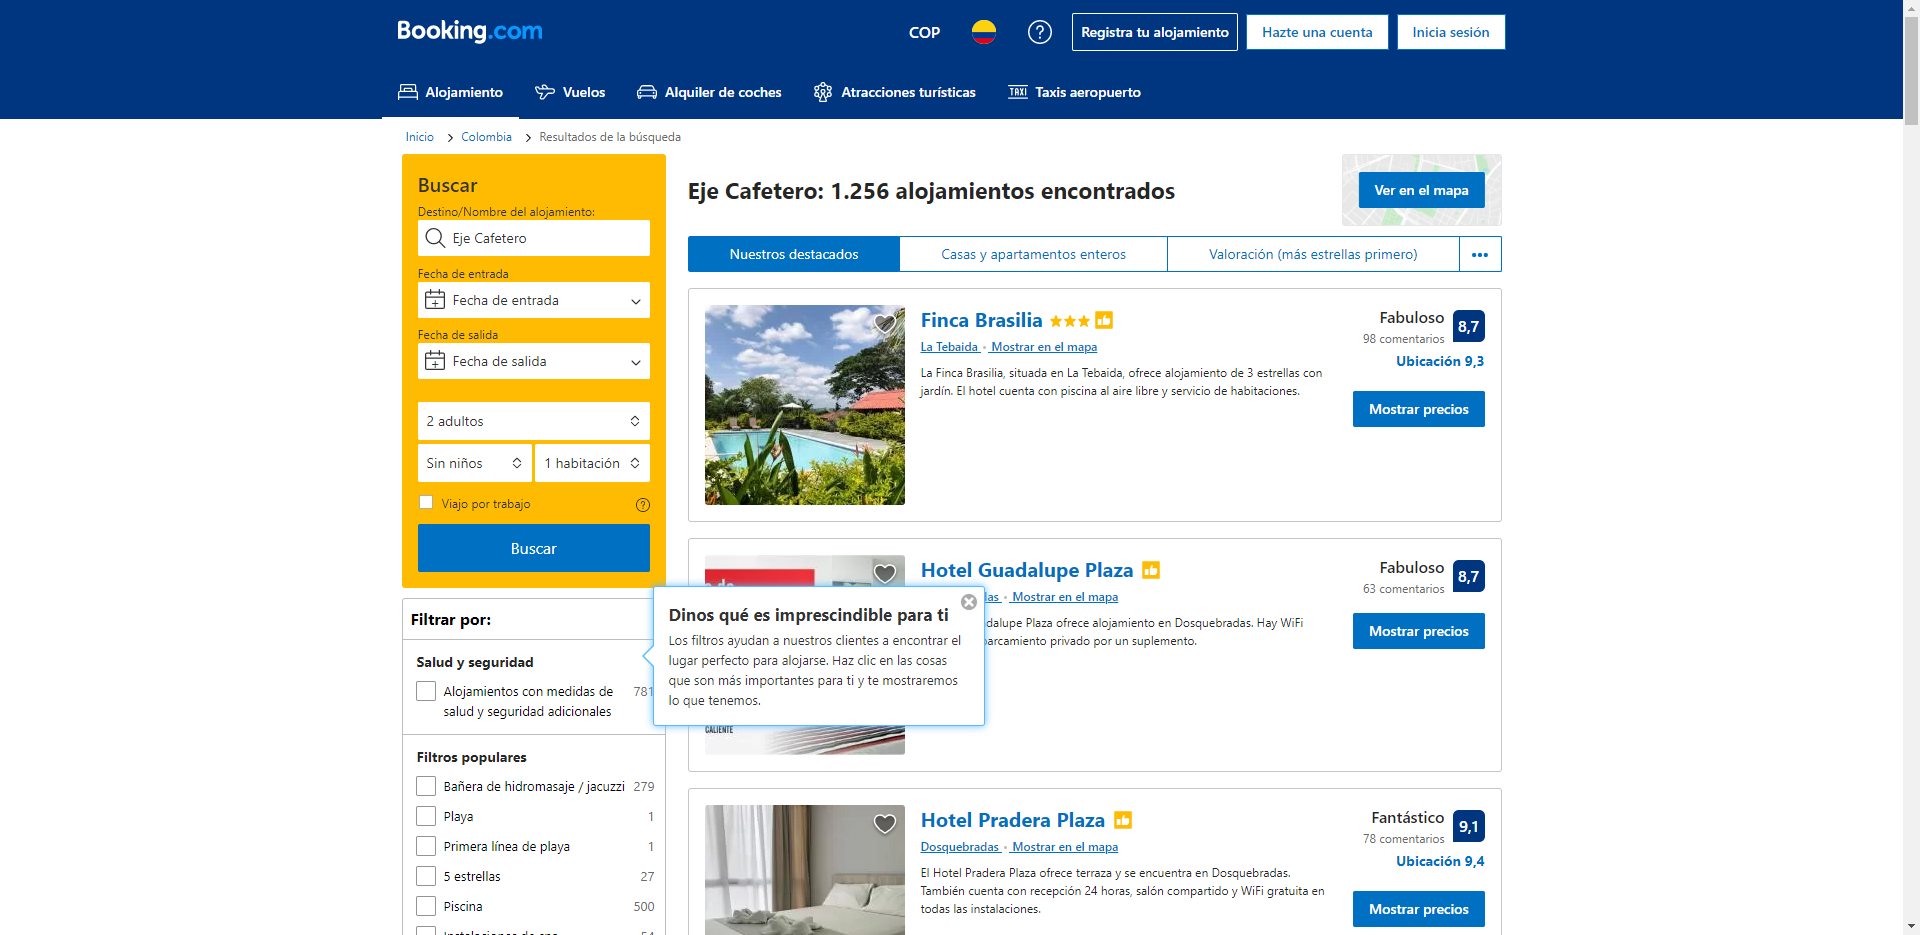 Booking.com
COP
Registra tu alojamiento
Hazte una cuenta
Inicia sesión
Alojamiento
Vuelos
Alquiler de coches
Atracciones turísticas
TAXI Taxis aeropuerto
Inicio
Colombia
Resultados de la búsqueda
Buscar
Destino/Nombre del alojamiento:
Eje Cafetero
Fecha de entrada
Fecha de entrada
Fecha de salida
Fecha de salida
2 adultos
Sin niños
1 habitación
Viajo por trabajo
Buscar
Filtrar por:
Salud y seguridad
Alojamientos con medidas de
salud y seguridad adicionales
781
Filtros populares
Bañera de hidromasaje / jacuzzi 279
Playa 1
Primera línea de playa 1
5 estrellas 27
Piscina 500
Eje Cafetero: 1.256 alojamientos encontrados
Ver en el mapa
Nuestros destacados
Casas y apartamentos enteros
Valoración (más estrellas primero)
Finca Brasilia
La Tebaida • Mostrar en el mapa
La Finca Brasilia, situada en La Tebaida, ofrece alojamiento de 3 estrellas con
jardín. El hotel cuenta con piscina al aire libre y servicio de habitaciones.
Fabuloso 8,7
98 comentarios
Ubicación 9,3
Mostrar precios
Hotel Guadalupe Plaza
las • Mostrar en el mapa
dalupe Plaza ofrece alojamiento en Dosquebradas. Hay WiFi
arcamiento privado por un suplemento.
Fabuloso 8,7
63 comentarios
Mostrar precios
Dinos qué es imprescindible para ti
Los filtros ayudan a nuestros clientes a encontrar el
lugar perfecto para alojarse. Haz clic en las cosas
que son más importantes para ti y te mostraremos
lo que tenemos.
CALIENTE
Hotel Pradera Plaza
Dosquebradas • Mostrar en el mapa
El Hotel Pradera Plaza ofrece terraza y se encuentra en Dosquebradas.
También cuenta con recepción 24 horas, salón compartido y WiFi gratuita en
todas las instalaciones.
Fantástico 9,1
78 comentarios
Ubicación 9,4
Mostrar precios